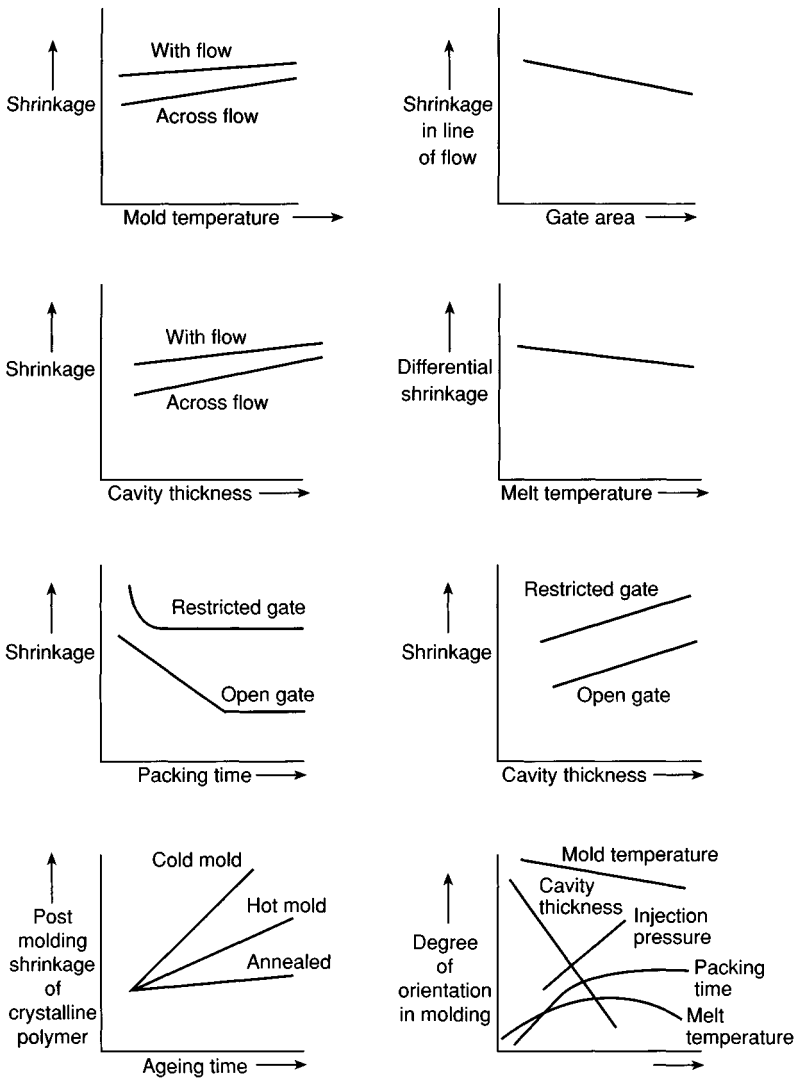 With flow
Shrinkage
Across flow
Mold temperature
Shrinkage
in line
of flow
Gate area
With flow
Shrinkage
Across flow
Cavity thickness
Differential
shrinkage
Melt temperature
Restricted gate
Shrinkage
Open gate
Packing time
Restricted gate
Shrinkage
Open gate
Cavity thickness
Cold mold
Hot mold
Post
molding
shrinkage
of
crystalline
polymer
Annealed
Ageing time
Mold temperature
Cavity
thickness
Injection
pressure
Degree
of
orientation
in molding
Packing
time
Melt
temperature